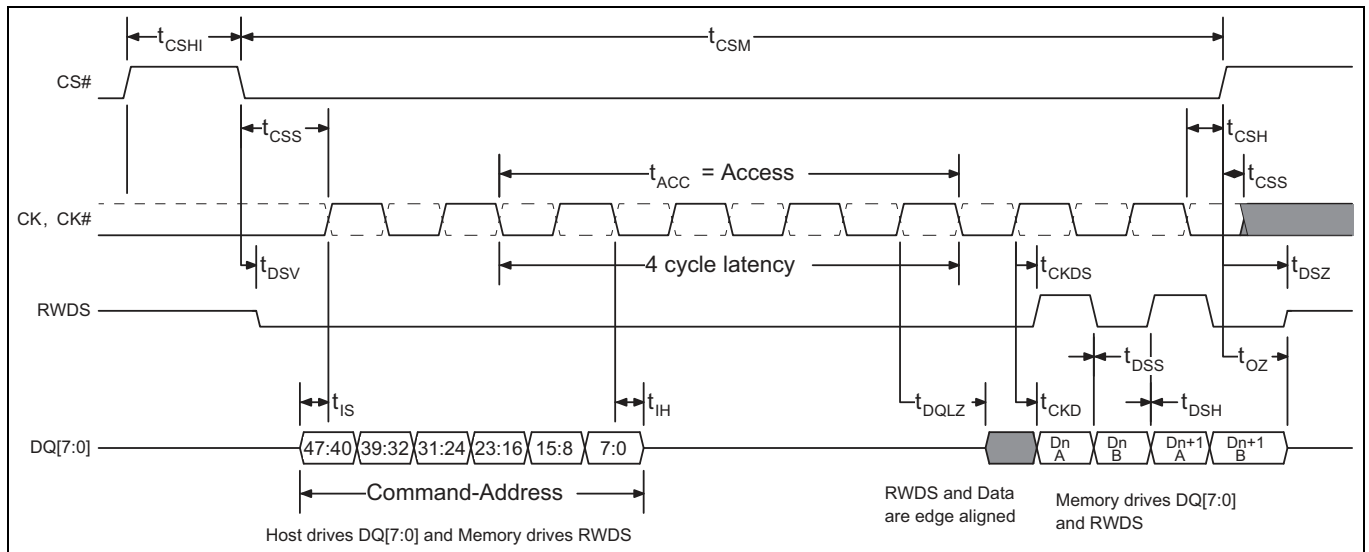 tCSHI
tCSM
CS#
tCSS
tCSH
tACC = Access
tCSS
CK, CK#
4 cycle latency
tDSV
tCKDS
tDSZ
RWDS
tDSS
tOZ
tIS
tIH
tDQLZ
tCKD
tDSH
DQ[7:0]
47:40 39:32 31:24 23:16 15:8 7:0
Dn A
Dn B
Dn+1 A
Dn+1 B
Command-Address
RWDS and Data
are edge aligned
Memory drives DQ[7:0]
and RWDS
Host drives DQ[7:0] and Memory drives RWDS